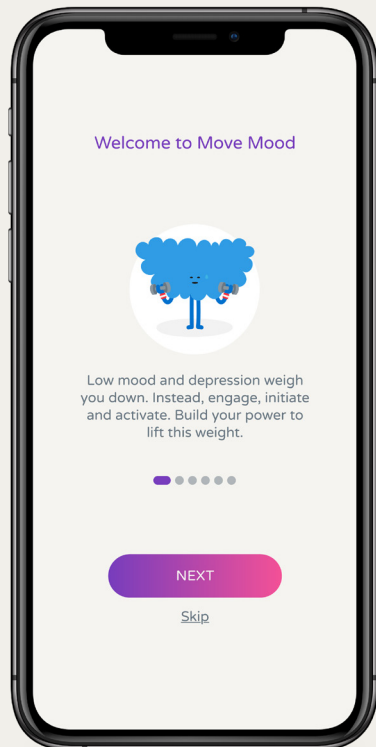 Welcome to Move Mood
Low mood and depression weigh
you down. Instead, engage, initiate
and activate. Build your power to
lift this weight.
NEXT
Skip